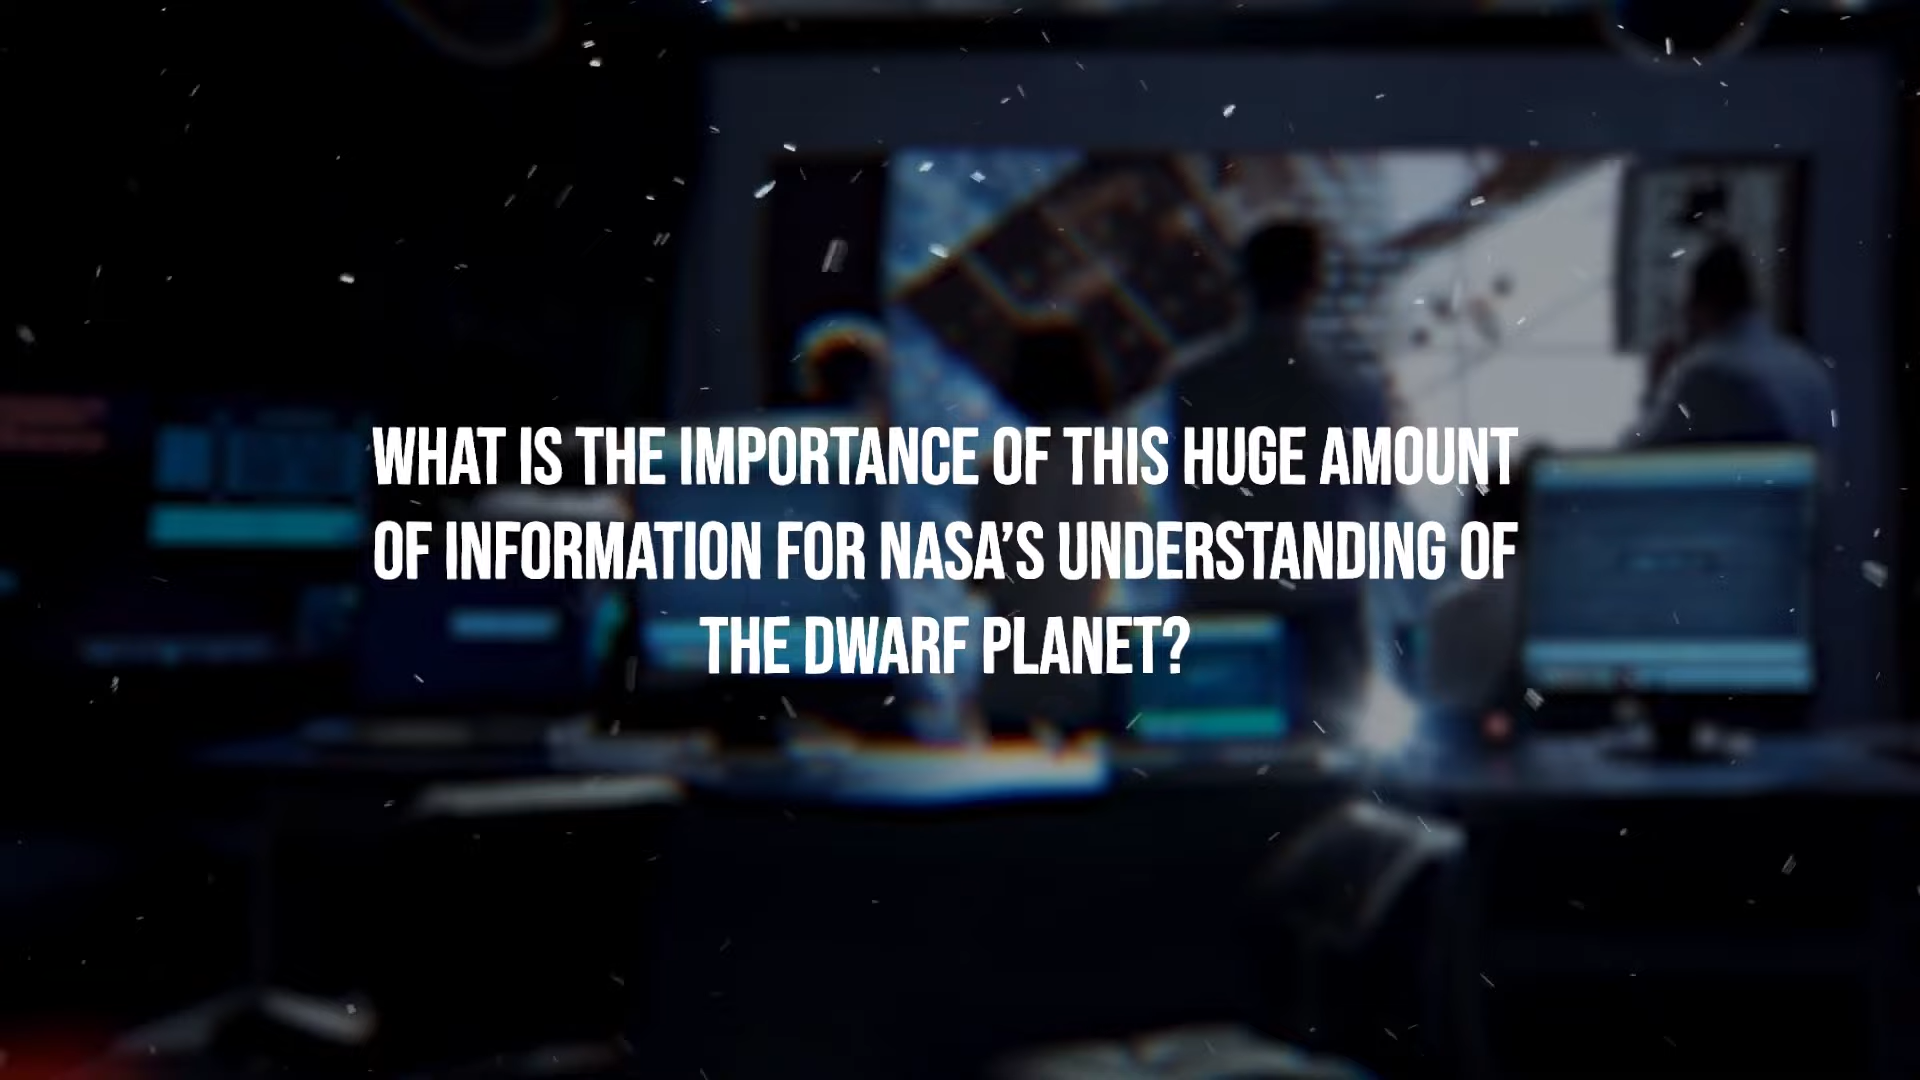 WHAT IS THE IMPORTANCE OF THIS HUGE AMOUNT
OF INFORMATION FOR NASA’S UNDERSTANDING OF
THE DWARF PLANET?